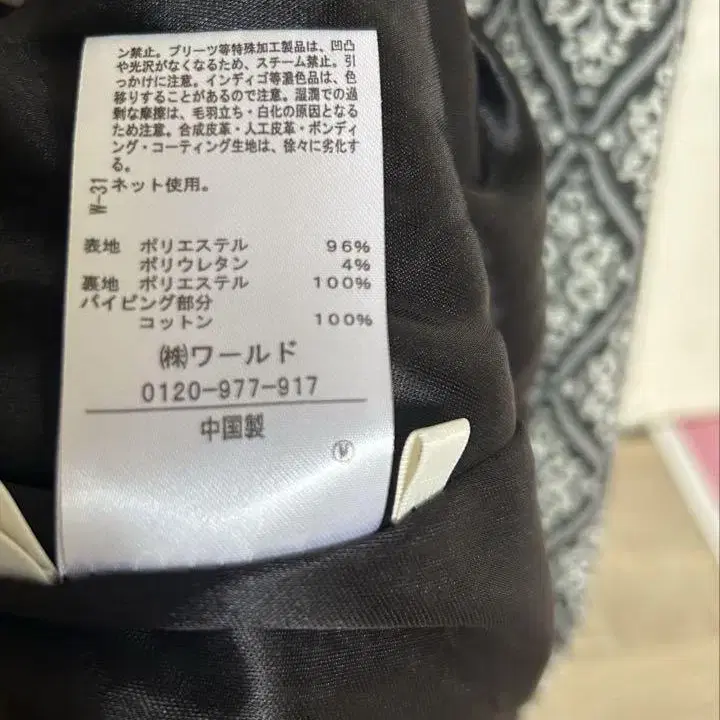 ン禁止。プリーツ等特殊加工製品は、凹凸
や光沢がなくなるため、スチーム禁止。引
っかけに注意。インディゴ等濃色品は、色
移りすることがあるので注意。湿潤での過
剰な摩擦は、毛羽立ち・白化の原因となる
ため注意。合成皮革・人工皮革・ボンディ
ング・コーティング生地は、徐々に劣化す
る。
ネット使用。
W-31
表地 ポリエステル 96%
ポリウレタン 4%
裏地 ポリエステル 100%
パイピング部分
コットン 100%
㈱ワールド
0120-977-917
中国製